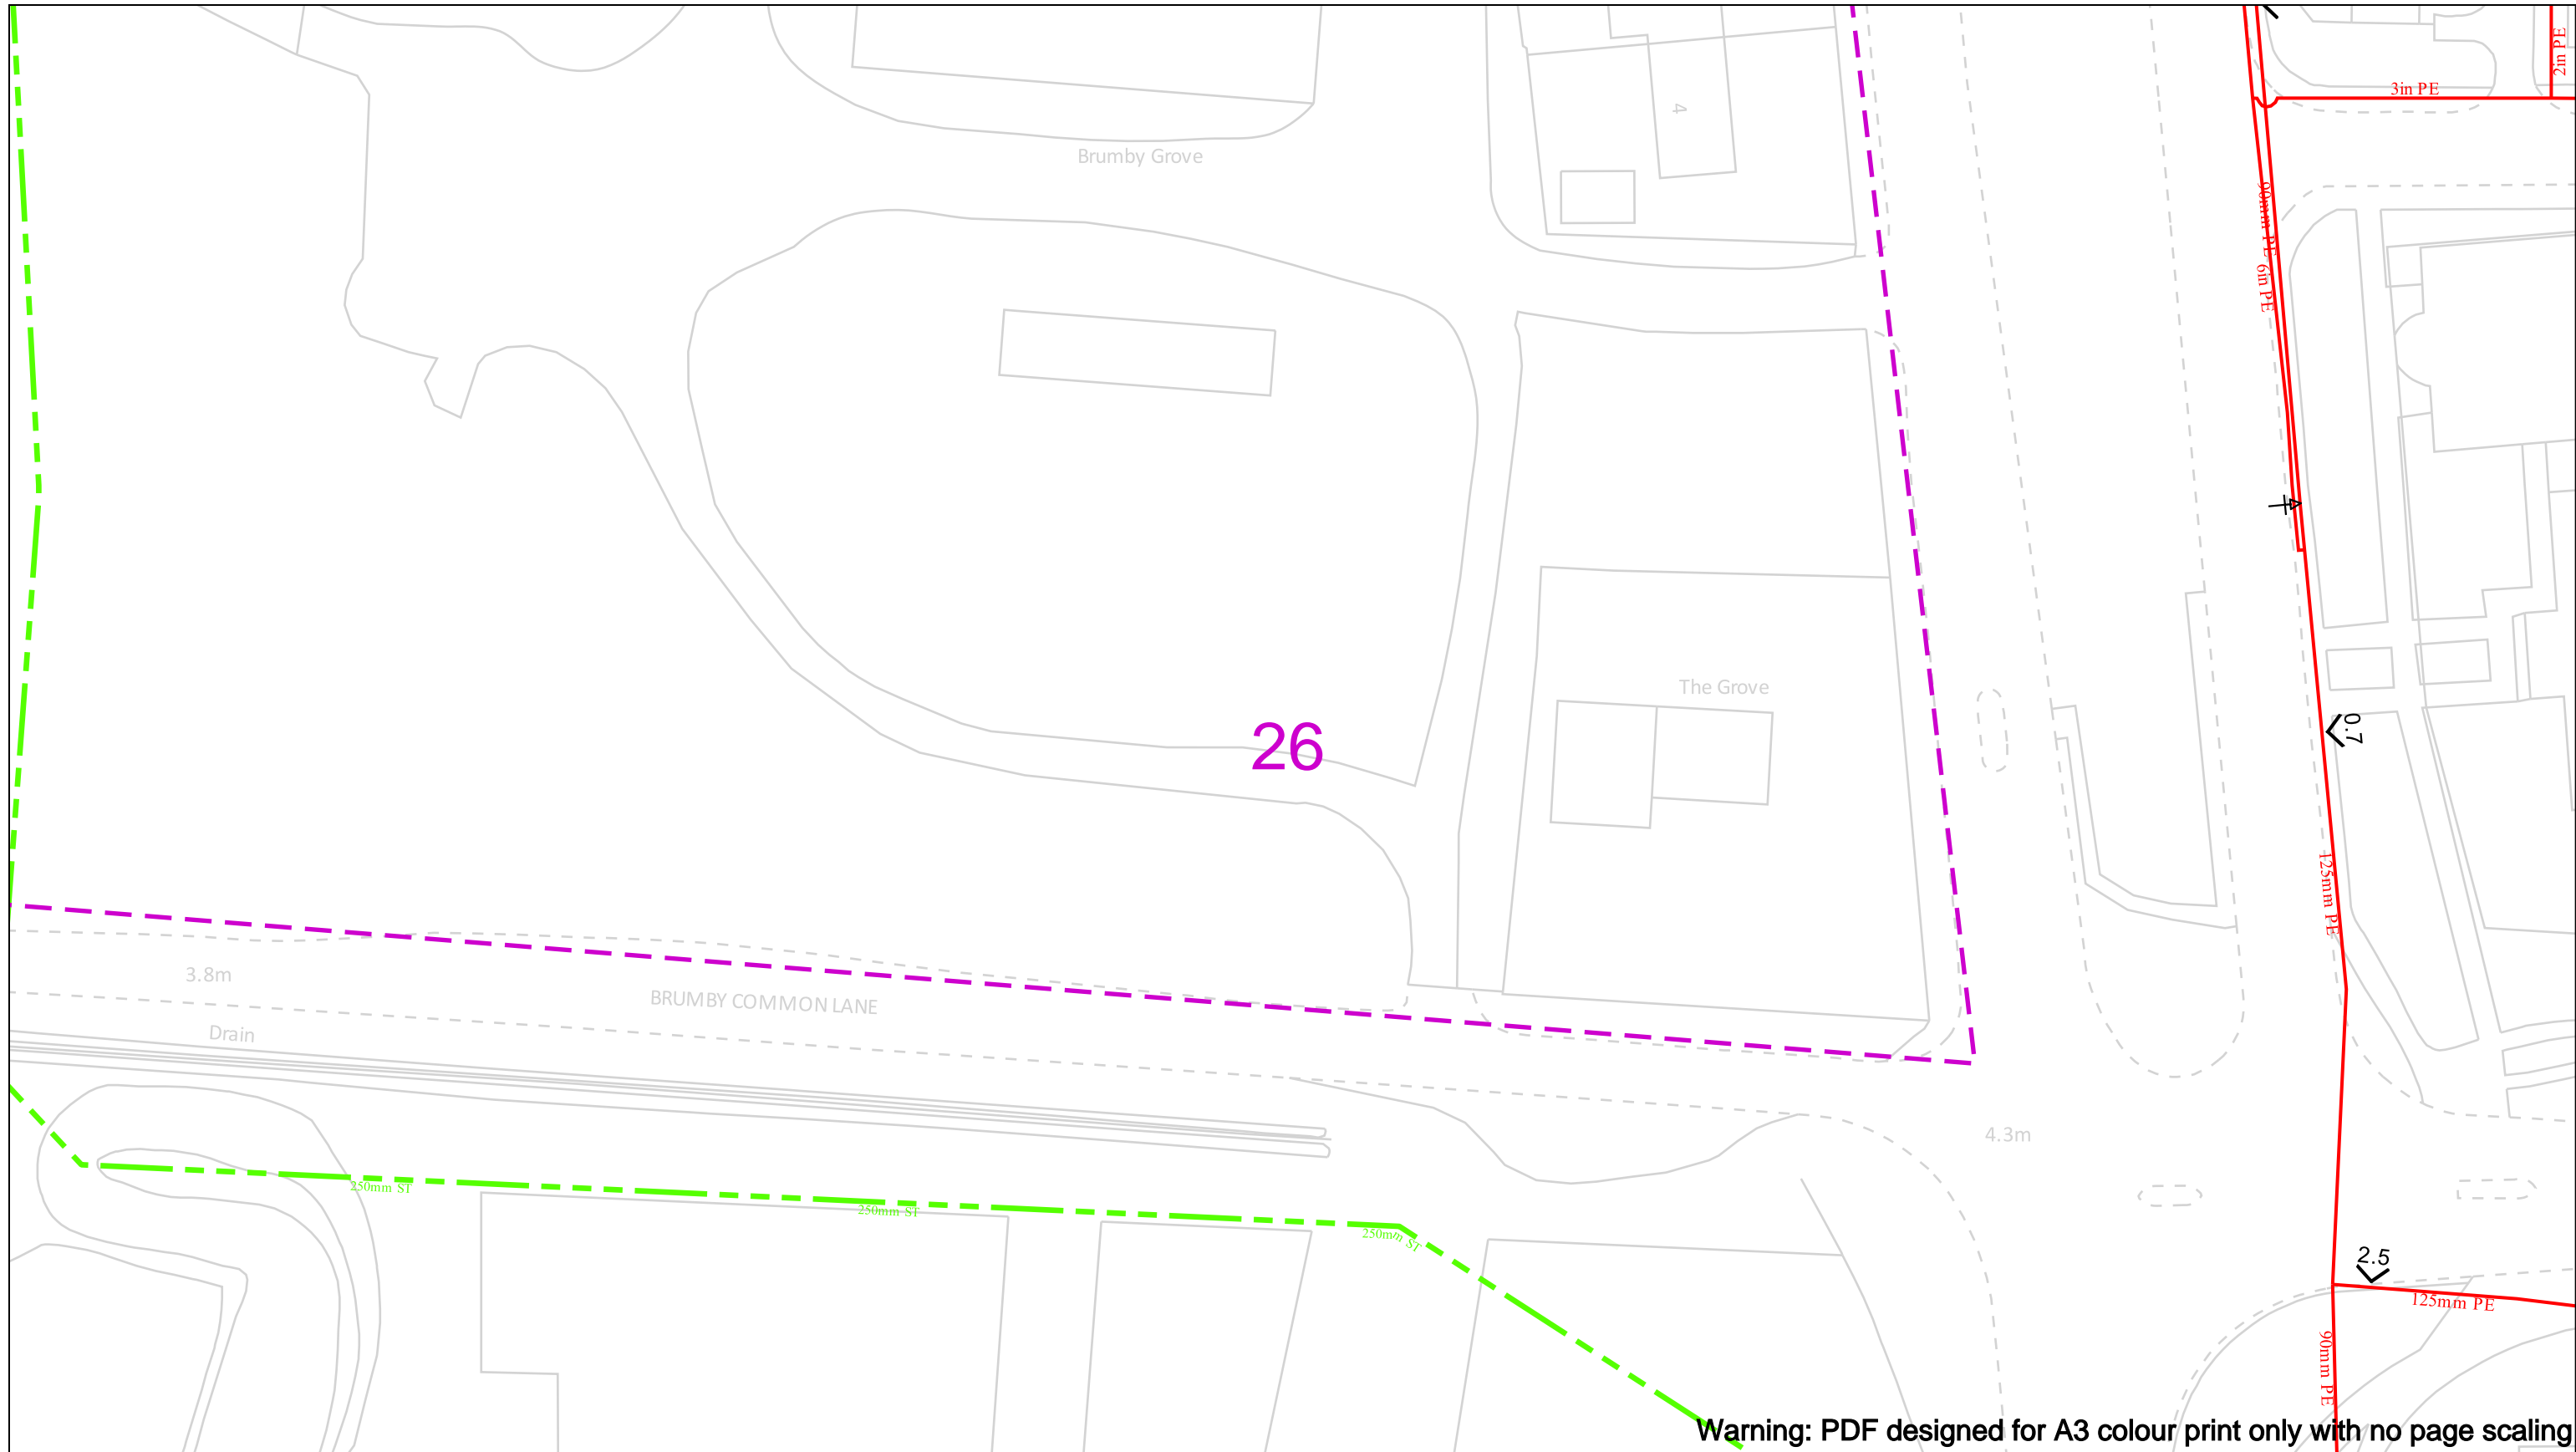 2in PE
3in PE
4
Brumby Grove
90mm PE
6in PE
4
The Grove
26
0.7
125mm PE
3.8m
BRUMBY COMMON LANE
Drain
4.3m
250mm ST
250mm ST
250mm ST
2.5
125mm PE
90mm PE
Warning: PDF designed for A3 colour print only with no page scaling